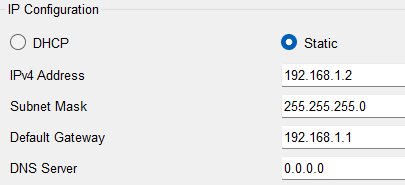 IP Configuration
DHCP Static
IPv4 Address 192.168.1.2
Subnet Mask 255.255.255.0
Default Gateway 192.168.1.1
DNS Server 0.0.0.0